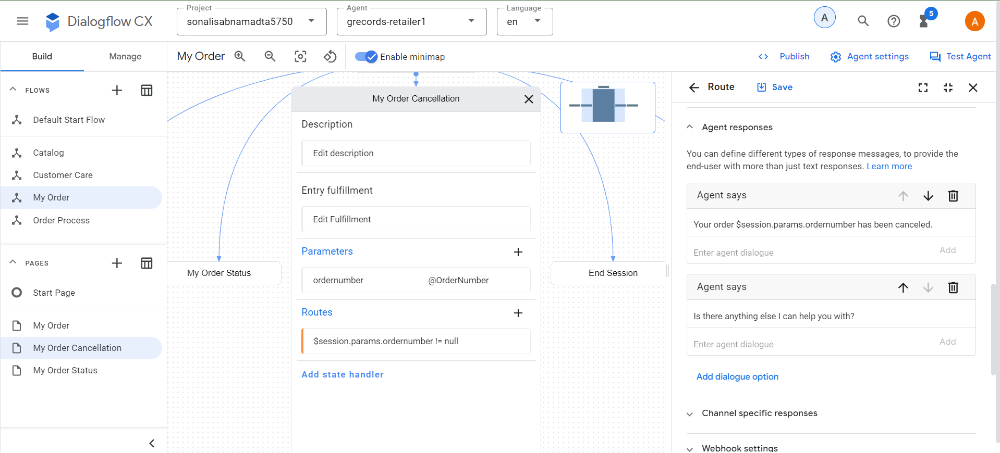 Dialogflow CX
Project
sonalisabnamadta5750
Agent
grecords-retailer1
Language
en
A
5
A
Build
Manage
My Order
Enable minimap
Publish
Agent settings
Test Agent
FLOWS
Default Start Flow
Catalog
Customer Care
My Order
Order Process
PAGES
Start Page
My Order
My Order Cancellation
My Order Status
My Order Status
My Order Cancellation
Description
Edit description
Entry fulfillment
Edit Fulfillment
Parameters
ordernumber @OrderNumber
Routes
$session.params.ordernumber != null
Add state handler
End Session
Route
Save
Agent responses
You can define different types of response messages, to provide the
end-user with more than just text responses. Learn more
Agent says
Your order $session.params.ordernumber has been canceled.
Enter agent dialogue
Add
Agent says
Is there anything else I can help you with?
Enter agent dialogue
Add
Add dialogue option
Channel specific responses
Webhook settings